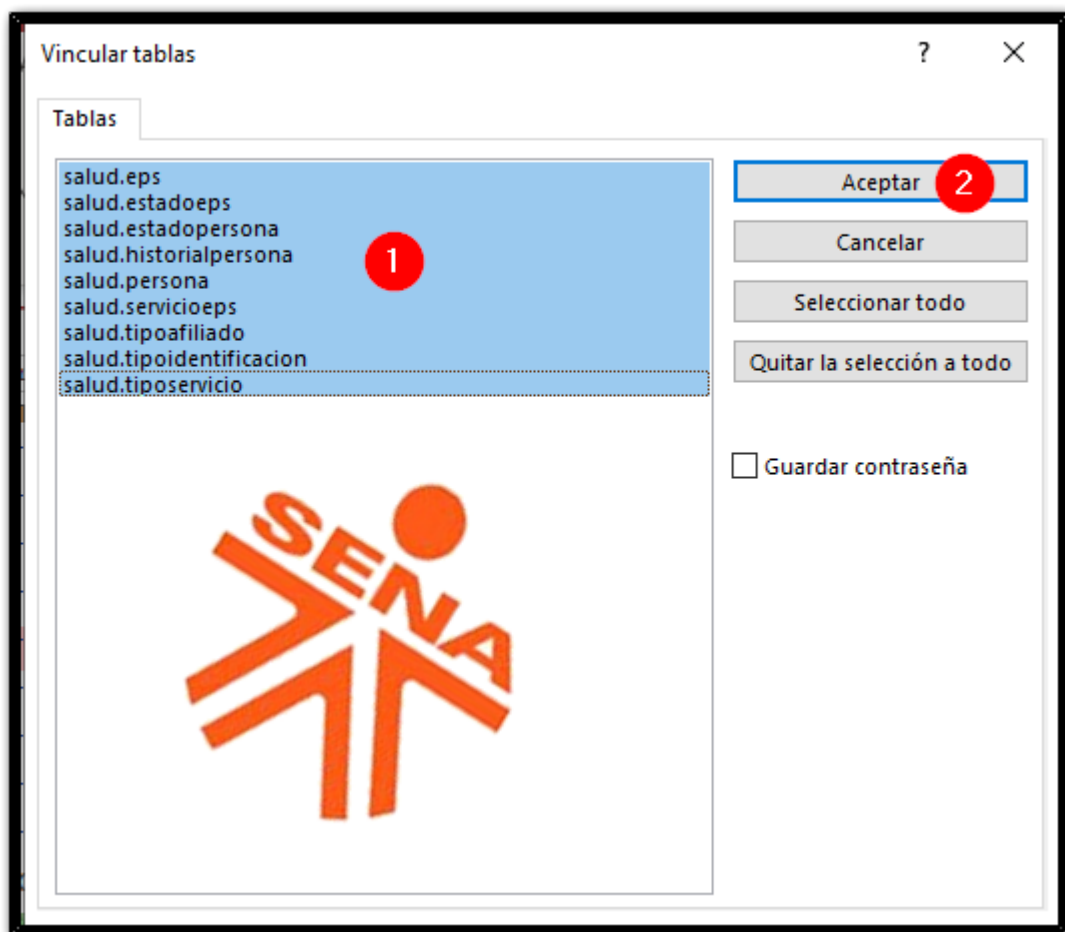 Vincular tablas
?
Tablas
salud.eps
salud.estadoeps
salud.estadopersona
salud.historialpersona
salud.persona
salud.servicioeps
salud.tipoafiliado
salud.tipoidentificacion
salud.tiposervicio
1
Aceptar 2
Cancelar
Seleccionar todo
Quitar la selección a todo
Guardar contraseña
SENA